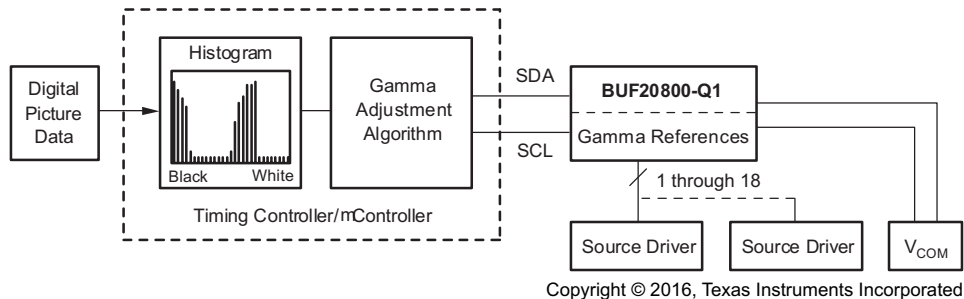 Digital
Picture
Data
Histogram
Black White
Gamma
Adjustment
Algorithm
Timing Controller/mController
SDA
SCL
BUF20800-Q1
Gamma References
1 through 18
Source Driver
Source Driver
VCOM
Copyright © 2016, Texas Instruments Incorporated